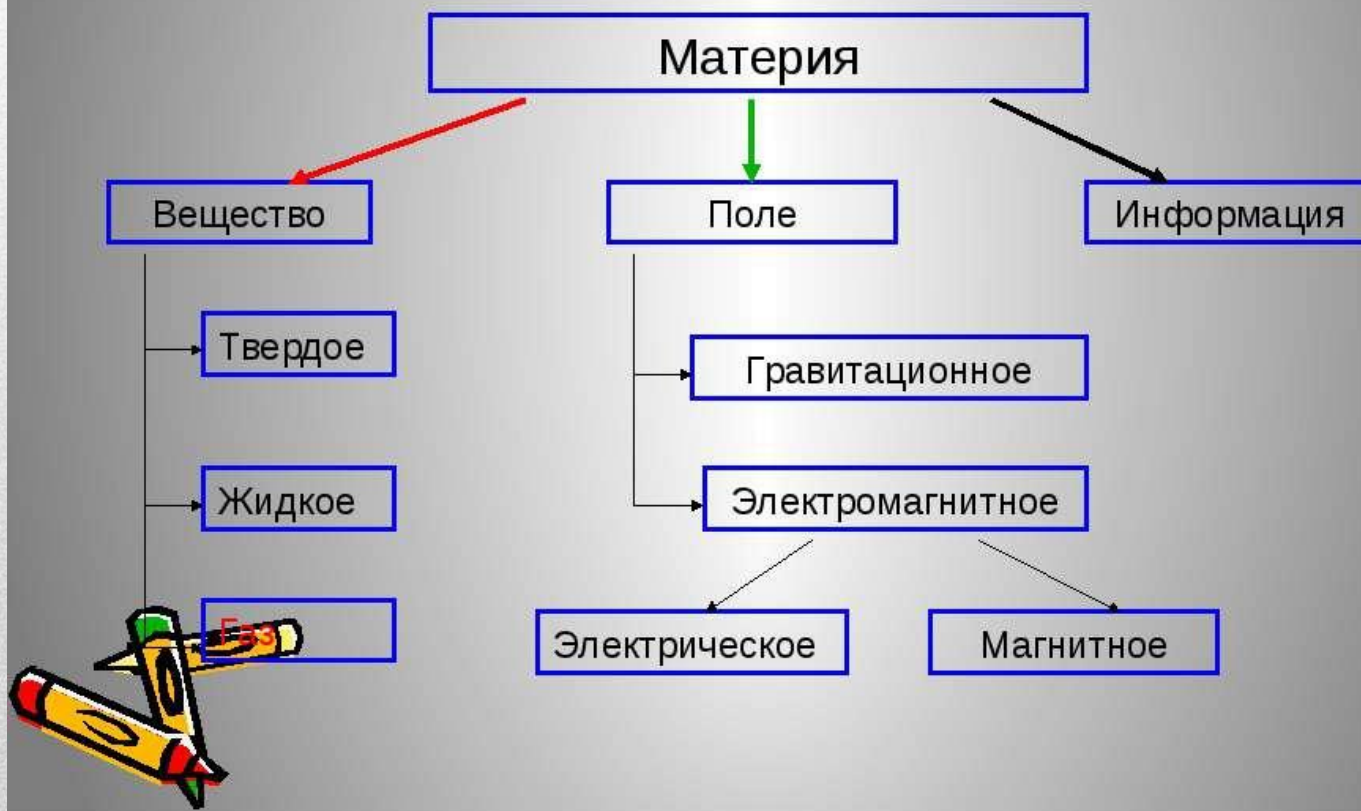 Материя
Вещество
Поле
Информация
Твердое
Гравитационное
Жидкое
Электромагнитное
Газ
Электрическое
Магнитное